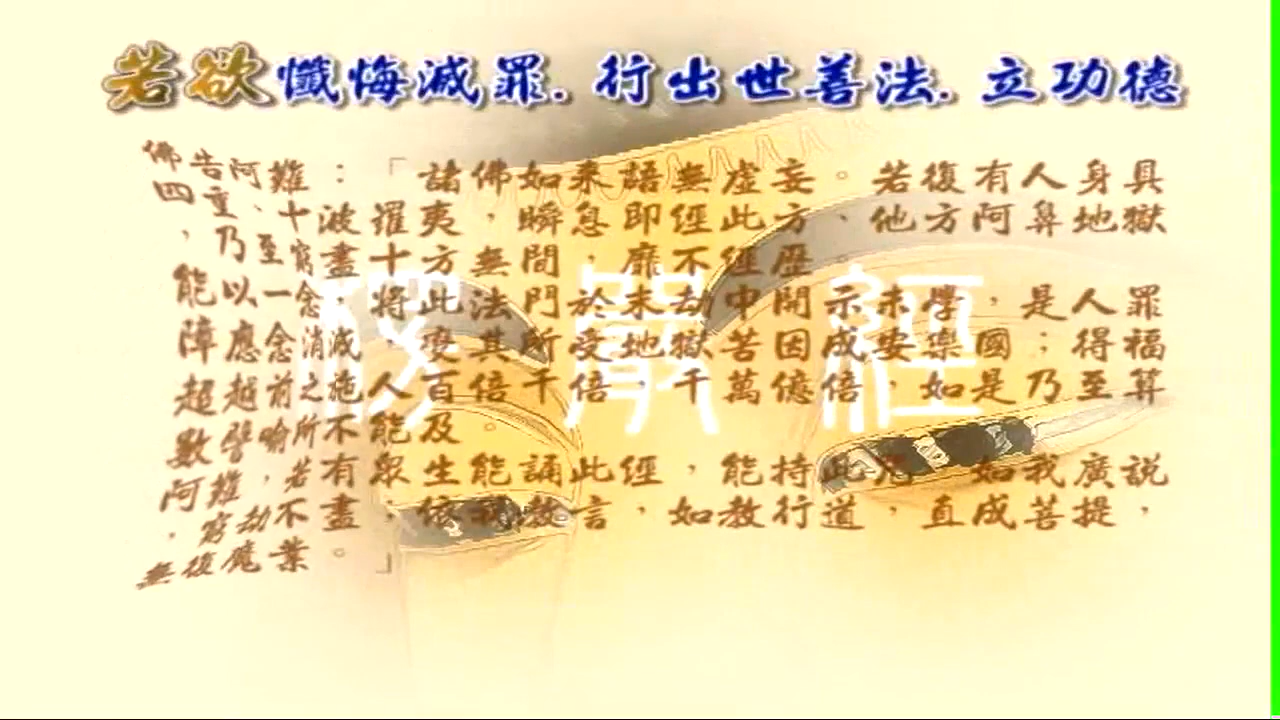 若欲懺悔滅罪.行出世善法.立功德
佛告阿難：「諸佛如來語無虛妄。若復有人身具
四重、十波羅夷，瞬息即經此方、他方阿鼻地獄
，乃至窮盡十方無間，靡不經歷
能以一念，將此法門於末劫中開示未學，是人罪
障應念消滅，變其所受地獄苦因成安樂國；得福
超越前之施人百倍千倍，千萬億倍，如是乃至算
數譬喻所不能及。
阿難，若有眾生能誦此經，能持此咒，如我廣說
，窮劫不盡，依我教言，如教行道，直成菩提，
無復魔業。」
楞嚴經